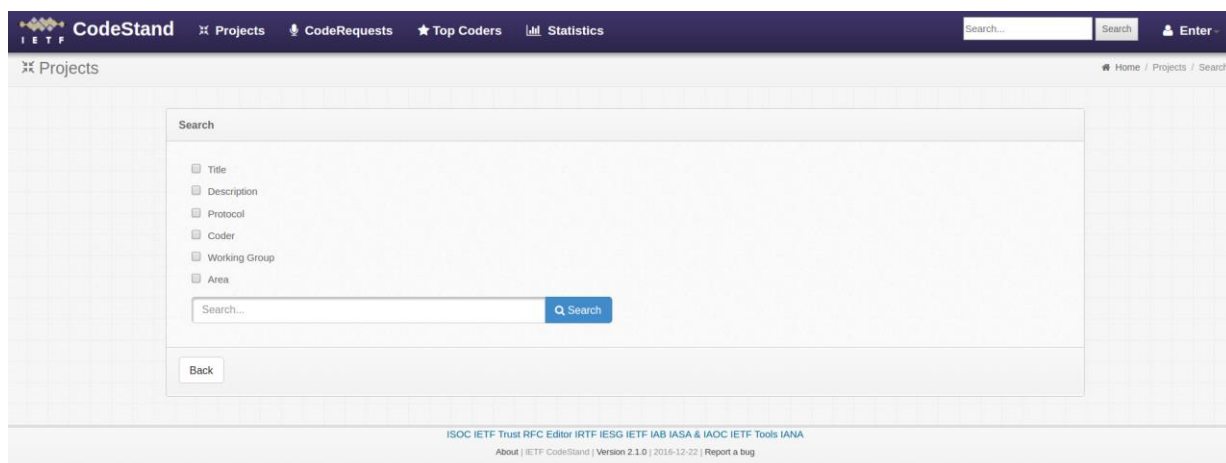 IETF CodeStand Projects CodeRequests Top Coders Statistics Search... Search Enter
Projects Home / Projects / Search
Search
Title
Description
Protocol
Coder
Working Group
Area
Search... Search
Back
ISOC IETF Trust RFC Editor IRTF IESG IETF IAB IASA & IAOC IETF Tools IANA
About | IETF CodeStand | Version 2.1.0 | 2016-12-22 | Report a bug